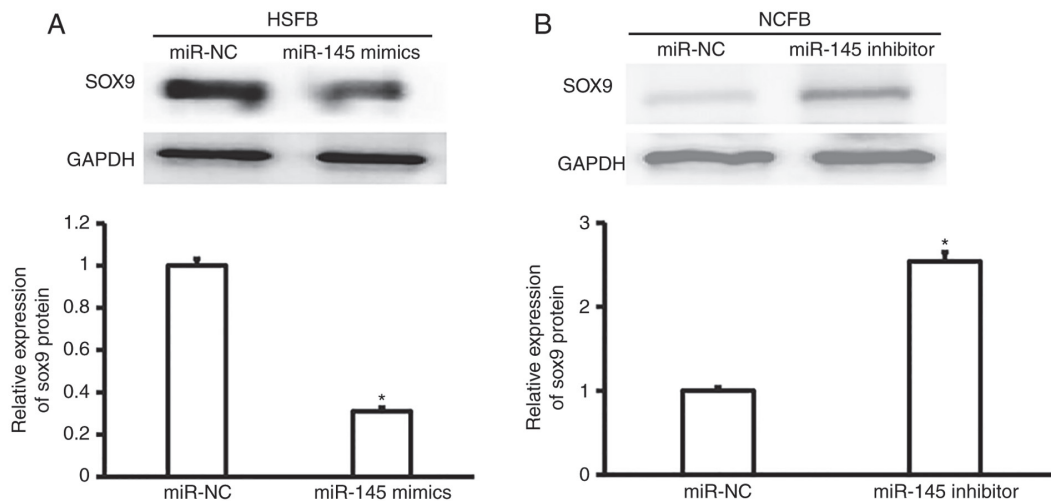 A
HSFB
miR-NC miR-145 mimics
SOX9
GAPDH
1.2
1
0.8
0.6
0.4
0.2
0
Relative expression
of sox9 protein
*
miR-NC miR-145 mimics
B
NCFB
miR-NC miR-145 inhibitor
SOX9
GAPDH
3
2
1
0
Relative expression
of sox9 protein
*
miR-NC miR-145 inhibitor